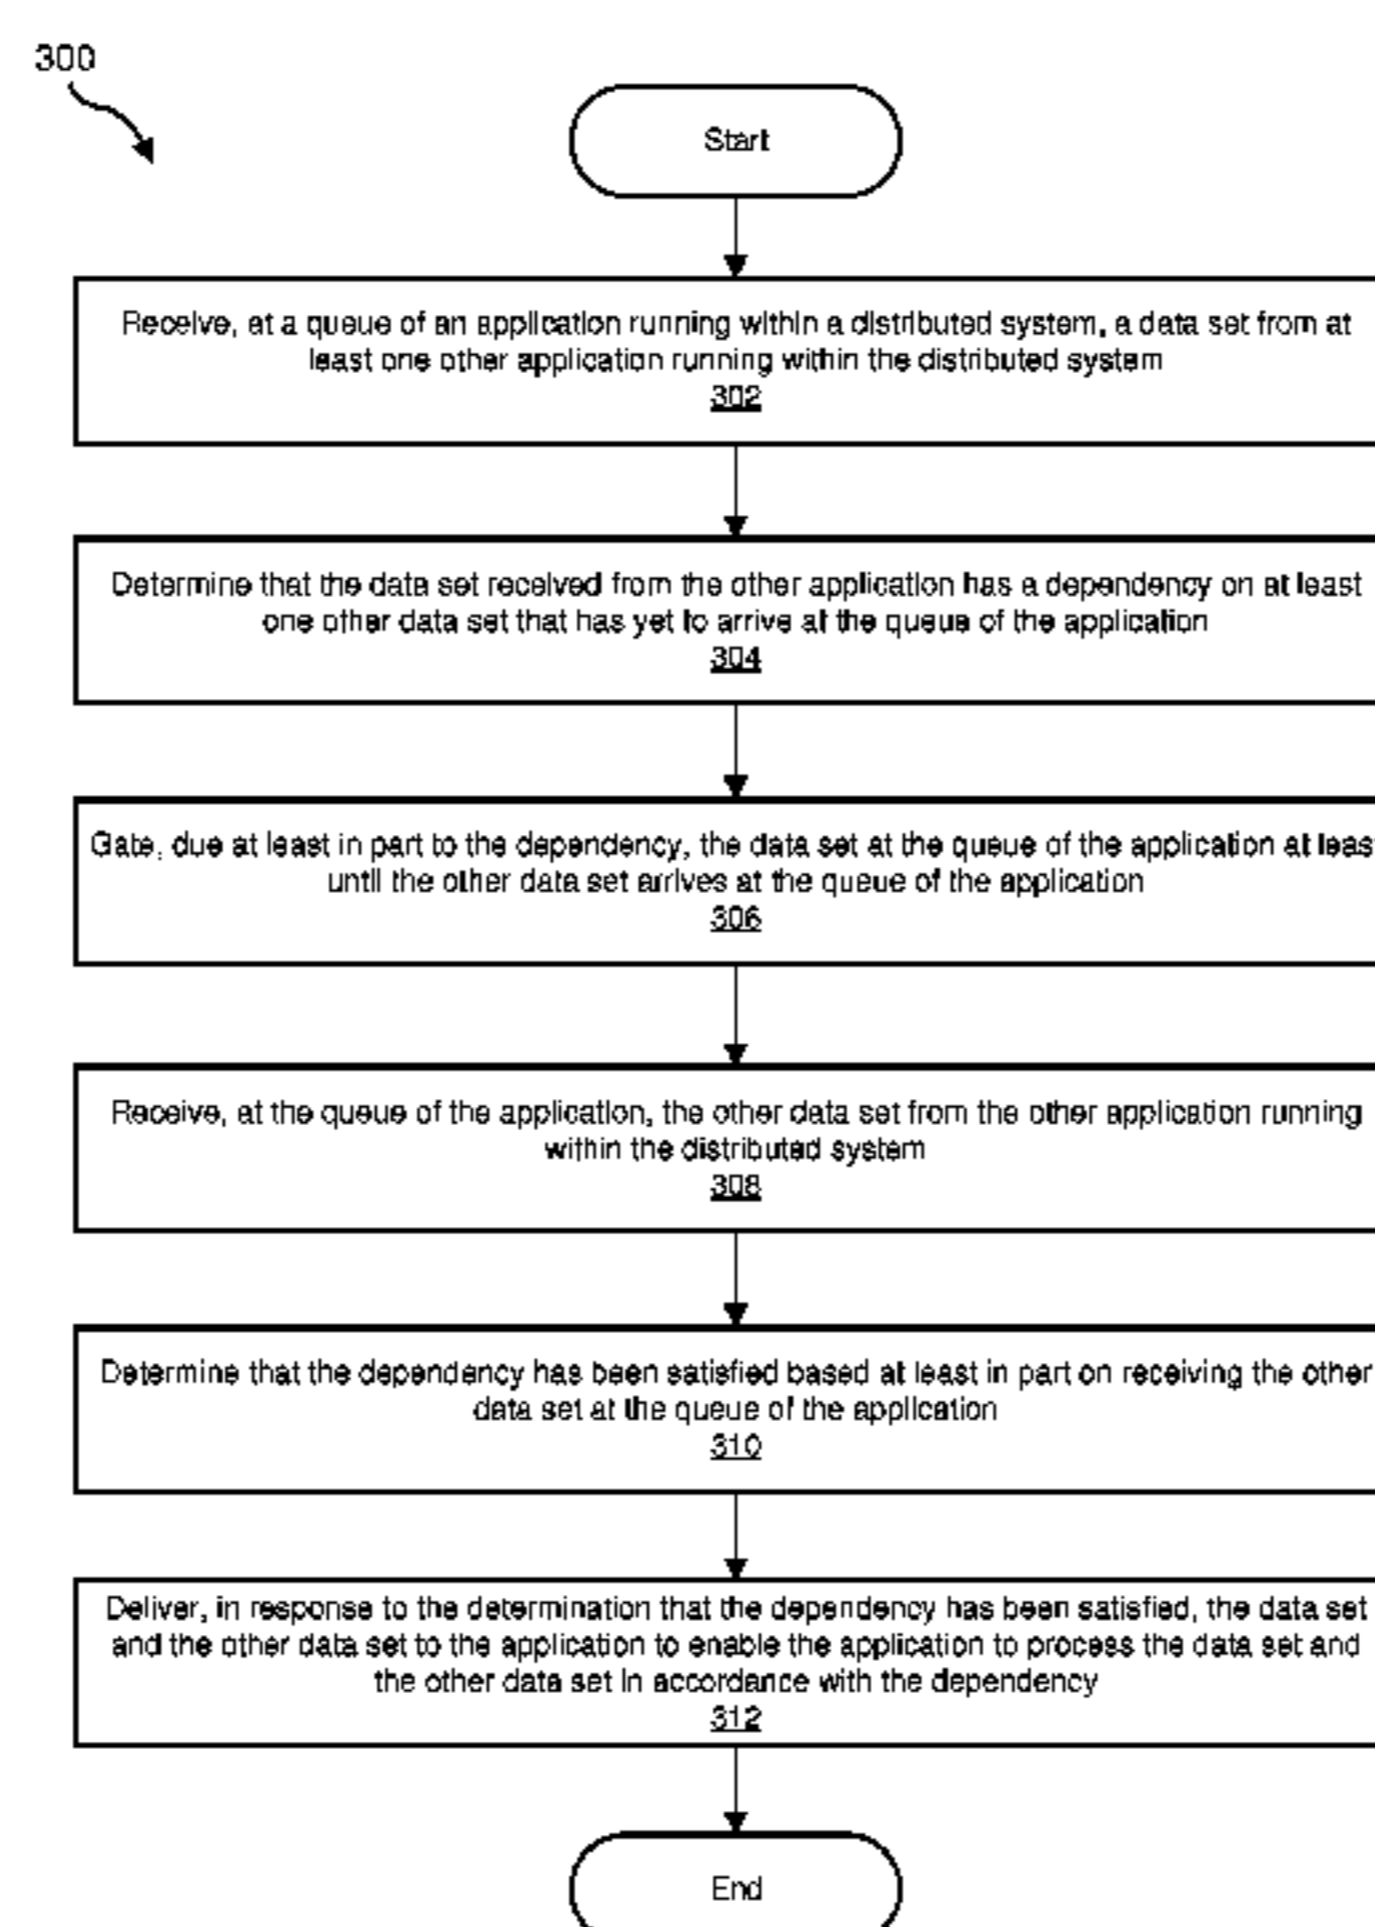 300
Start
Receive, at a queue of an application running within a distributed system, a data set from at
least one other application running within the distributed system
302
Determine that the data set received from the other application has a dependency on at least
one other data set that has yet to arrive at the queue of the application
304
Gate, due at least in part to the dependency, the data set at the queue of the application at leas
until the other data set arrives at the queue of the application
306
Receive, at the queue of the application, the other data set from the other application running
within the distributed system
308
Determine that the dependency has been satisfied based at least in part on receiving the other
data set at the queue of the application
310
Deliver, in response to the determination that the dependency has been satisfied, the data set
and the other data set to the application to enable the application to process the data set and
the other data set in accordance with the dependency
312
End